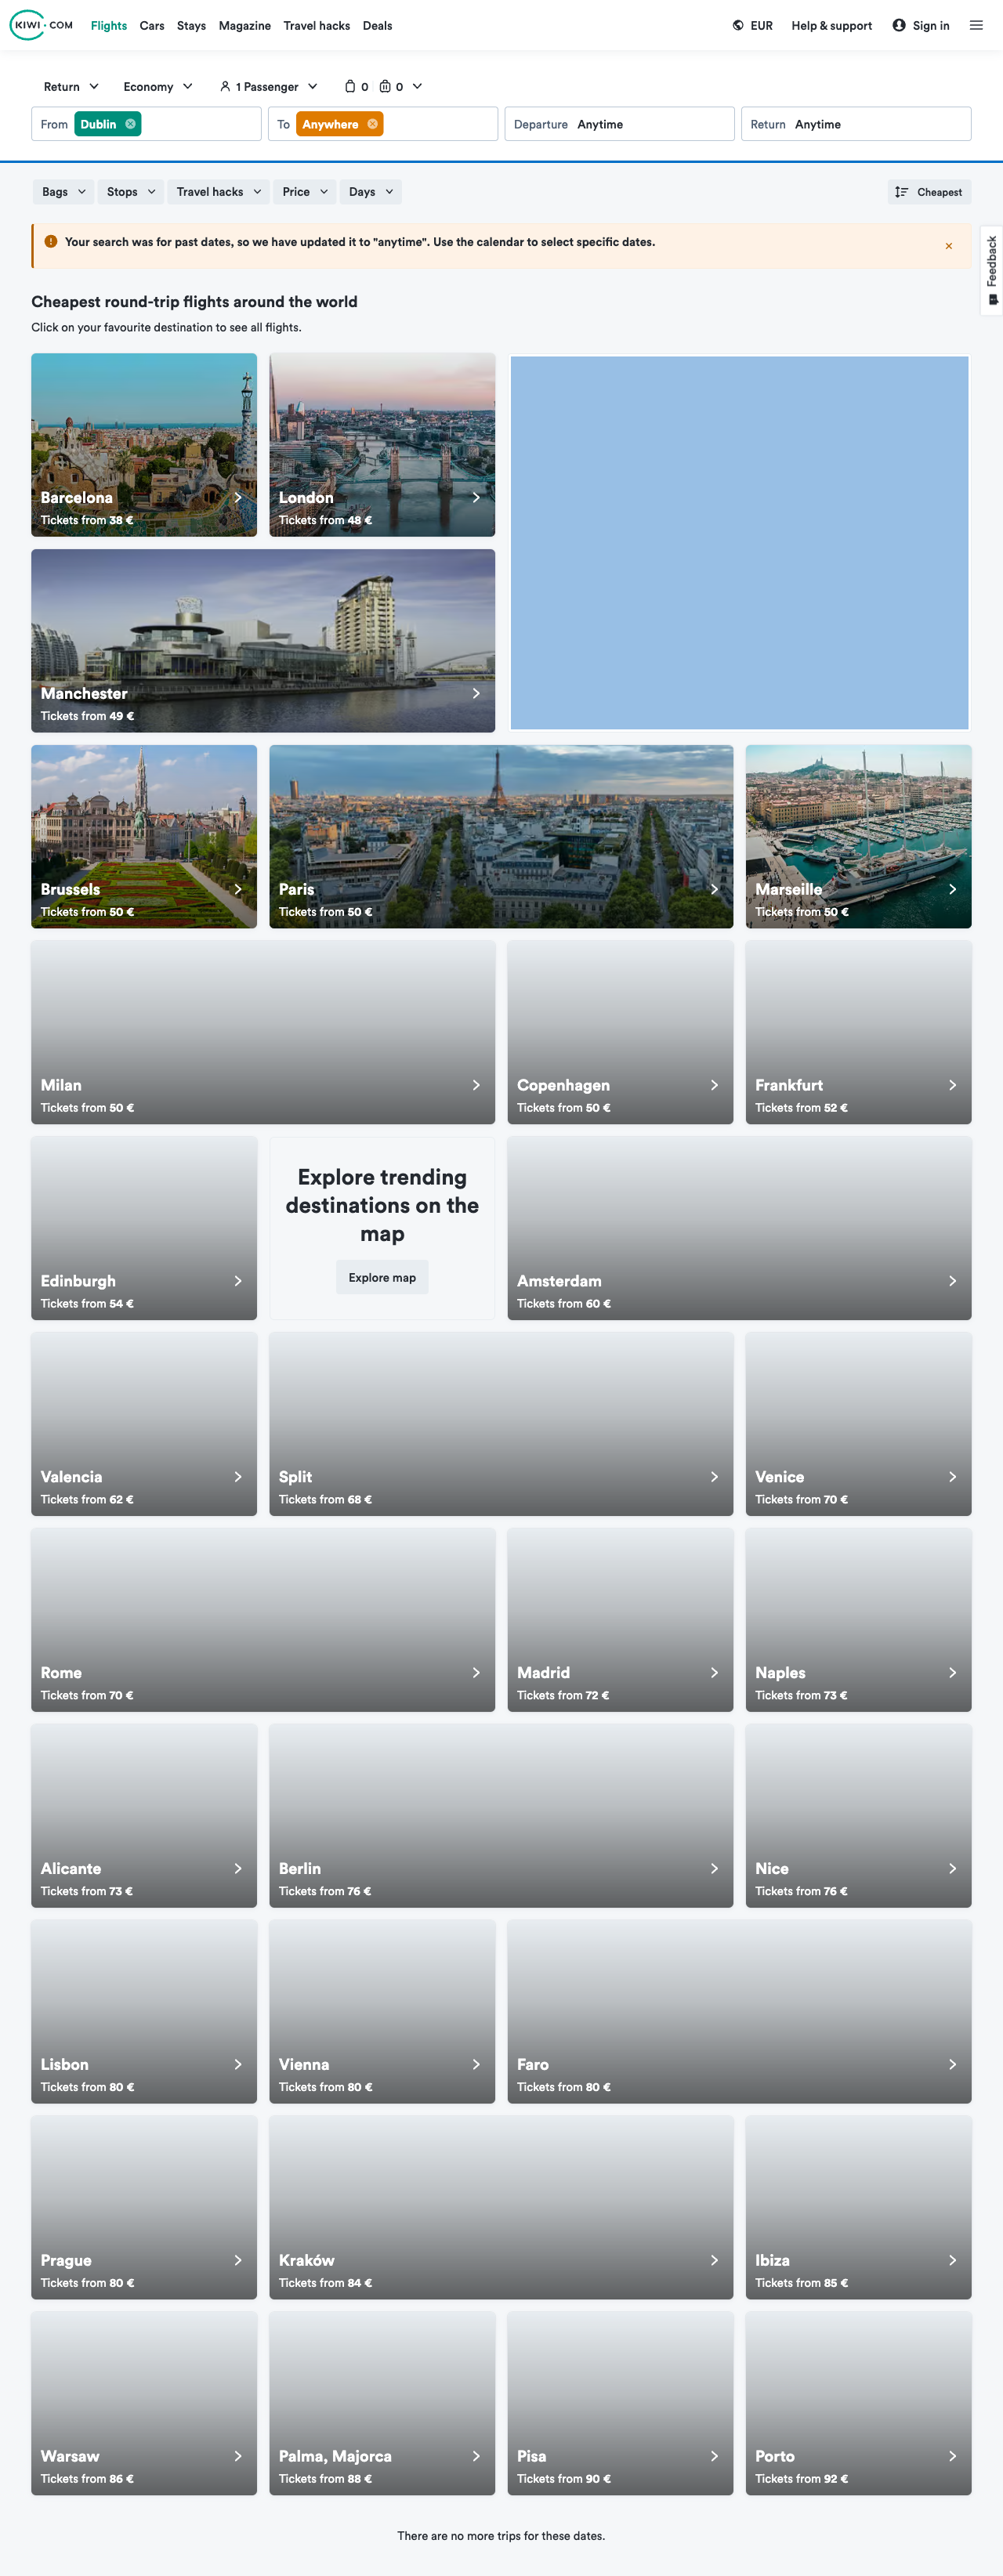 KIWI.COM
Flights Cars Stays Magazine Travel hacks Deals
EUR Help & support Sign in
Return Economy 1 Passenger 0 0
From Dublin To Anywhere Departure Anytime Return Anytime
Bags Stops Travel hacks Price Days Cheapest
Your search was for past dates, so we have updated it to "anytime". Use the calendar to select specific dates.
Feedback
Cheapest round-trip flights around the world
Click on your favourite destination to see all flights.
Barcelona
Tickets from 38 €
London
Tickets from 48 €
Manchester
Tickets from 49 €
Brussels
Tickets from 50 €
Paris
Tickets from 50 €
Marseille
Tickets from 50 €
Milan
Tickets from 50 €
Copenhagen
Tickets from 50 €
Frankfurt
Tickets from 52 €
Edinburgh
Tickets from 54 €
Explore trending
destinations on the
map
Explore map
Amsterdam
Tickets from 60 €
Valencia
Tickets from 62 €
Split
Tickets from 68 €
Venice
Tickets from 70 €
Rome
Tickets from 70 €
Madrid
Tickets from 72 €
Naples
Tickets from 73 €
Alicante
Tickets from 73 €
Berlin
Tickets from 76 €
Nice
Tickets from 76 €
Lisbon
Tickets from 80 €
Vienna
Tickets from 80 €
Faro
Tickets from 80 €
Prague
Tickets from 80 €
Kraków
Tickets from 84 €
Ibiza
Tickets from 85 €
Warsaw
Tickets from 86 €
Palma, Majorca
Tickets from 88 €
Pisa
Tickets from 90 €
Porto
Tickets from 92 €
There are no more trips for these dates.